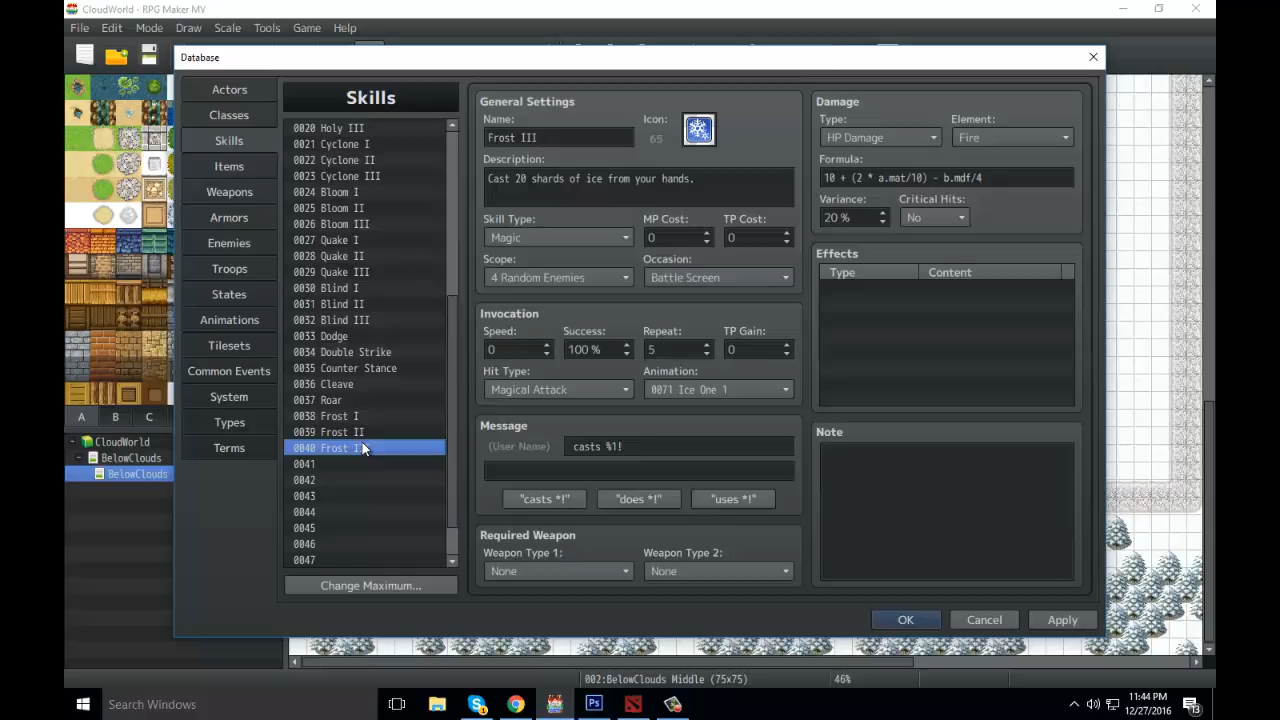 CloudWorld - RPG Maker MV
File Edit Mode Draw Scale Tools Game Help
Database
Actors
Classes
Skills
Items
Weapons
Armors
Enemies
Troops
States
Animations
Tilesets
Common Events
System
Types
Terms
A B C
CloudWorld
BelowClouds
BelowClouds
Skills
0020 Holy III
0021 Cyclone I
0022 Cyclone II
0023 Cyclone III
0024 Bloom I
0025 Bloom II
0026 Bloom III
0027 Quake I
0028 Quake II
0029 Quake III
0030 Blind I
0031 Blind II
0032 Blind III
0033 Dodge
0034 Double Strike
0035 Counter Stance
0036 Cleave
0037 Roar
0038 Frost I
0039 Frost II
0040 Frost III
0041
0042
0043
0044
0045
0046
0047
Change Maximum...
General Settings
Name: Icon:
Frost III 65
Description:
Cast 20 shards of ice from your hands.
Skill Type: MP Cost: TP Cost:
Magic 0 0
Scope: Occasion:
4 Random Enemies Battle Screen
Invocation
Speed: Success: Repeat: TP Gain:
0 100 % 5 0
Hit Type: Animation:
Magical Attack 0071 Ice One 1
Message
(User Name) casts %1!
"casts *!" "does *!" "uses *!"
Required Weapon
Weapon Type 1: Weapon Type 2:
None None
Damage
Type: Element:
HP Damage Fire
Formula:
10 + (2 * a.mat/10) - b.mdf/4
Variance: Critical Hits:
20 % No
Effects
Type Content
Note
OK Cancel Apply
002:BelowClouds Middle (75x75) 46%
Search Windows
11:44 PM
12/27/2016